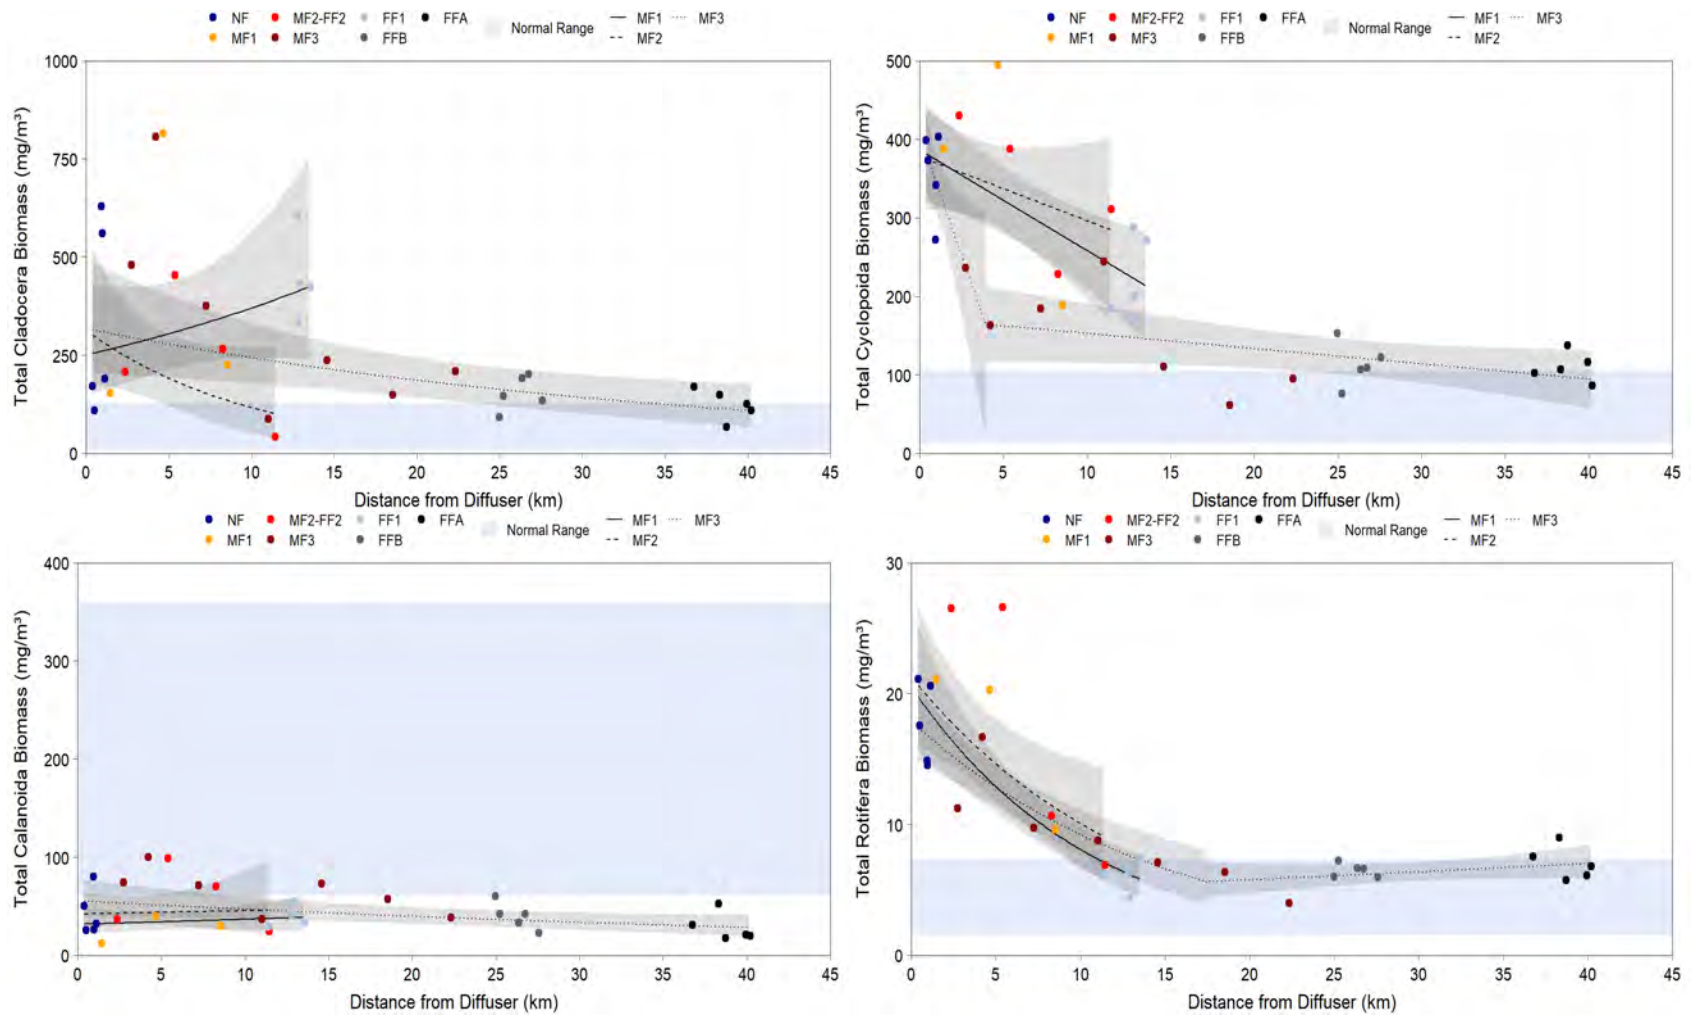 NF MF2-FF2 FF1 FFA Normal Range MF1 MF3
MF1 MF3 FFB MF2
1000
750
500
250
0
0 5 10 15 20 25 30 35 40 45
Total Cladocera Biomass (mg/m³)
Distance from Diffuser (km)
NF MF2-FF2 FF1 FFA Normal Range MF1 MF3
MF1 MF3 FFB MF2
500
400
300
200
100
0
0 5 10 15 20 25 30 35 40 45
Total Cyclopoida Biomass (mg/m³)
Distance from Diffuser (km)
NF MF2-FF2 FF1 FFA Normal Range MF1 MF3
MF1 MF3 FFB MF2
400
300
200
100
0
0 5 10 15 20 25 30 35 40 45
Total Calanoida Biomass (mg/m³)
Distance from Diffuser (km)
NF MF2-FF2 FF1 FFA Normal Range MF1 MF3
MF1 MF3 FFB MF2
30
20
10
0
0 5 10 15 20 25 30 35 40 45
Total Rotifera Biomass (mg/m³)
Distance from Diffuser (km)